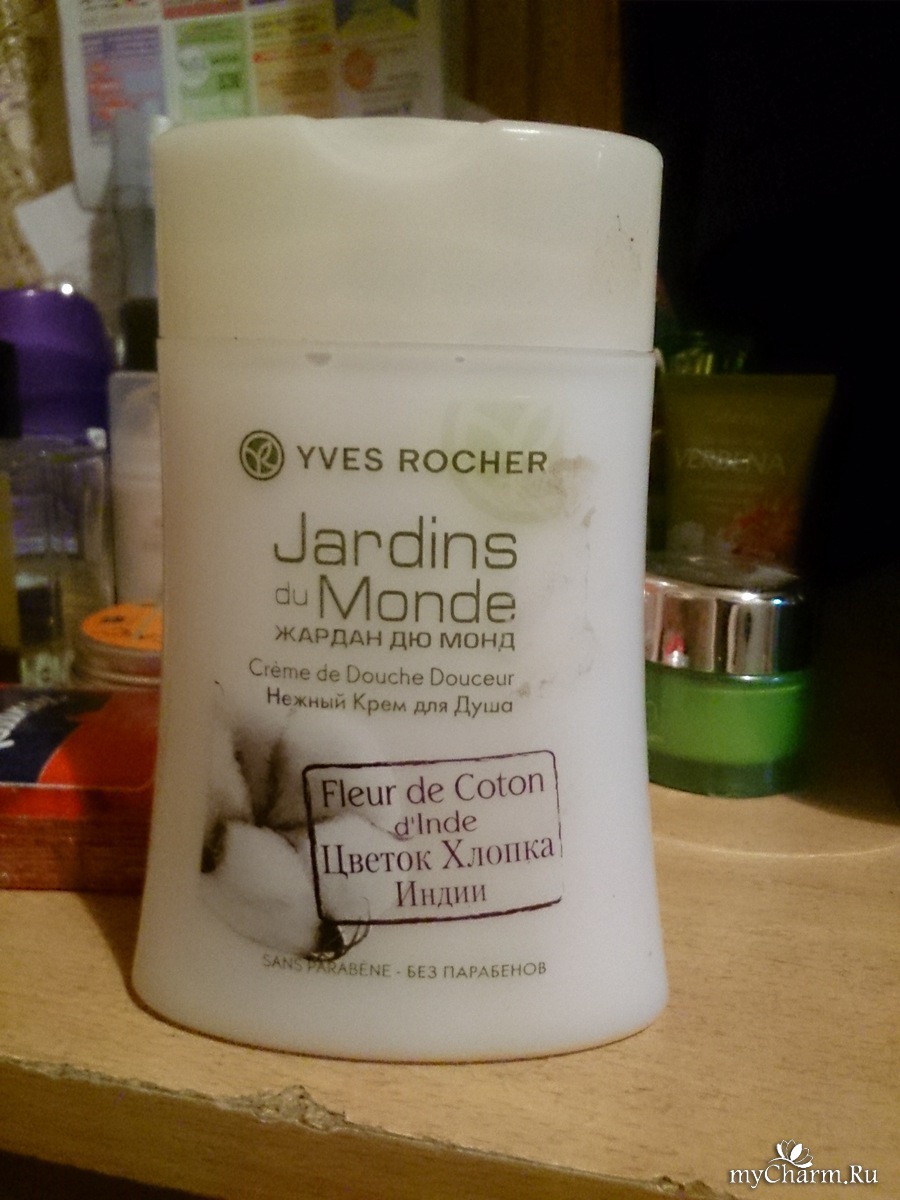 YVES ROCHER
Jardins
du Monde
ЖАРДАН ДЮ МОНД
Crème de Douche Douceur
Нежный Крем для Душа
Fleur de Coton
d'Inde
Цветок Хлопка
Индии
SANS PARABÈNE - БЕЗ ПАРАБЕНОВ
VERBENA
myCharm.Ru